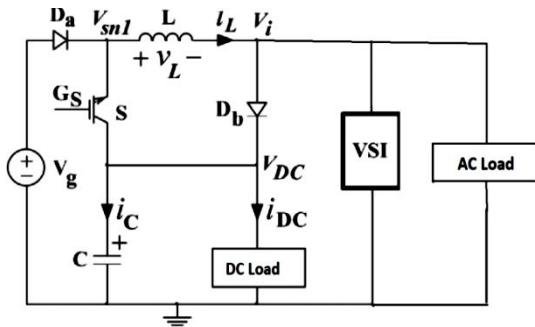 Da Vsn1 L iL Vi
+ vL −
GS S
Db
VSI AC Load
+
− Vg
VDC
iC iDC
+
C DC Load